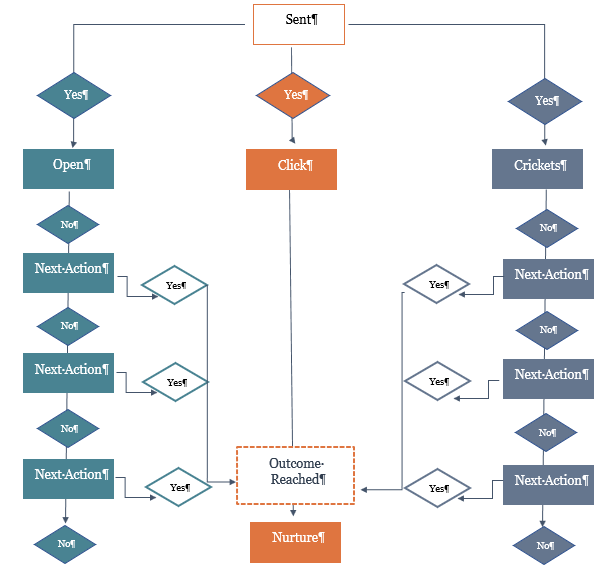 Sent¶
Yes¶
Yes¶
Yes¶
Open¶
Click¶
Crickets¶
No¶
No¶
Next·Action¶
Yes¶
Yes¶
Next·Action¶
No¶
No¶
Next·Action¶
Yes¶
Yes¶
Next·Action¶
No¶
No¶
Next·Action¶
Yes¶
Outcome·
Reached¶
Yes¶
Next·Action¶
No¶
Nurture¶
No¶